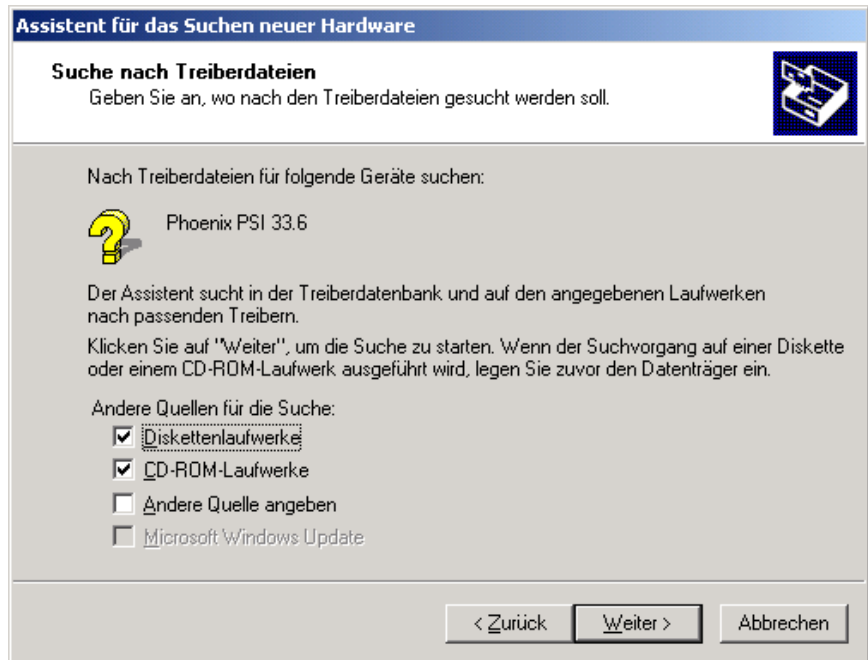 Assistent für das Suchen neuer Hardware
Suche nach Treiberdateien
Geben Sie an, wo nach den Treiberdateien gesucht werden soll.
Nach Treiberdateien für folgende Geräte suchen:
Phoenix PSI 33.6
Der Assistent sucht in der Treiberdatenbank und auf den angegebenen Laufwerken
nach passenden Treibern.
Klicken Sie auf "Weiter", um die Suche zu starten. Wenn der Suchvorgang auf einer Diskette
oder einem CD-ROM-Laufwerk ausgeführt wird, legen Sie zuvor den Datenträger ein.
Andere Quellen für die Suche:
Diskettenlaufwerke
CD-ROM-Laufwerke
Andere Quelle angeben
Microsoft Windows Update
< Zurück Weiter > Abbrechen